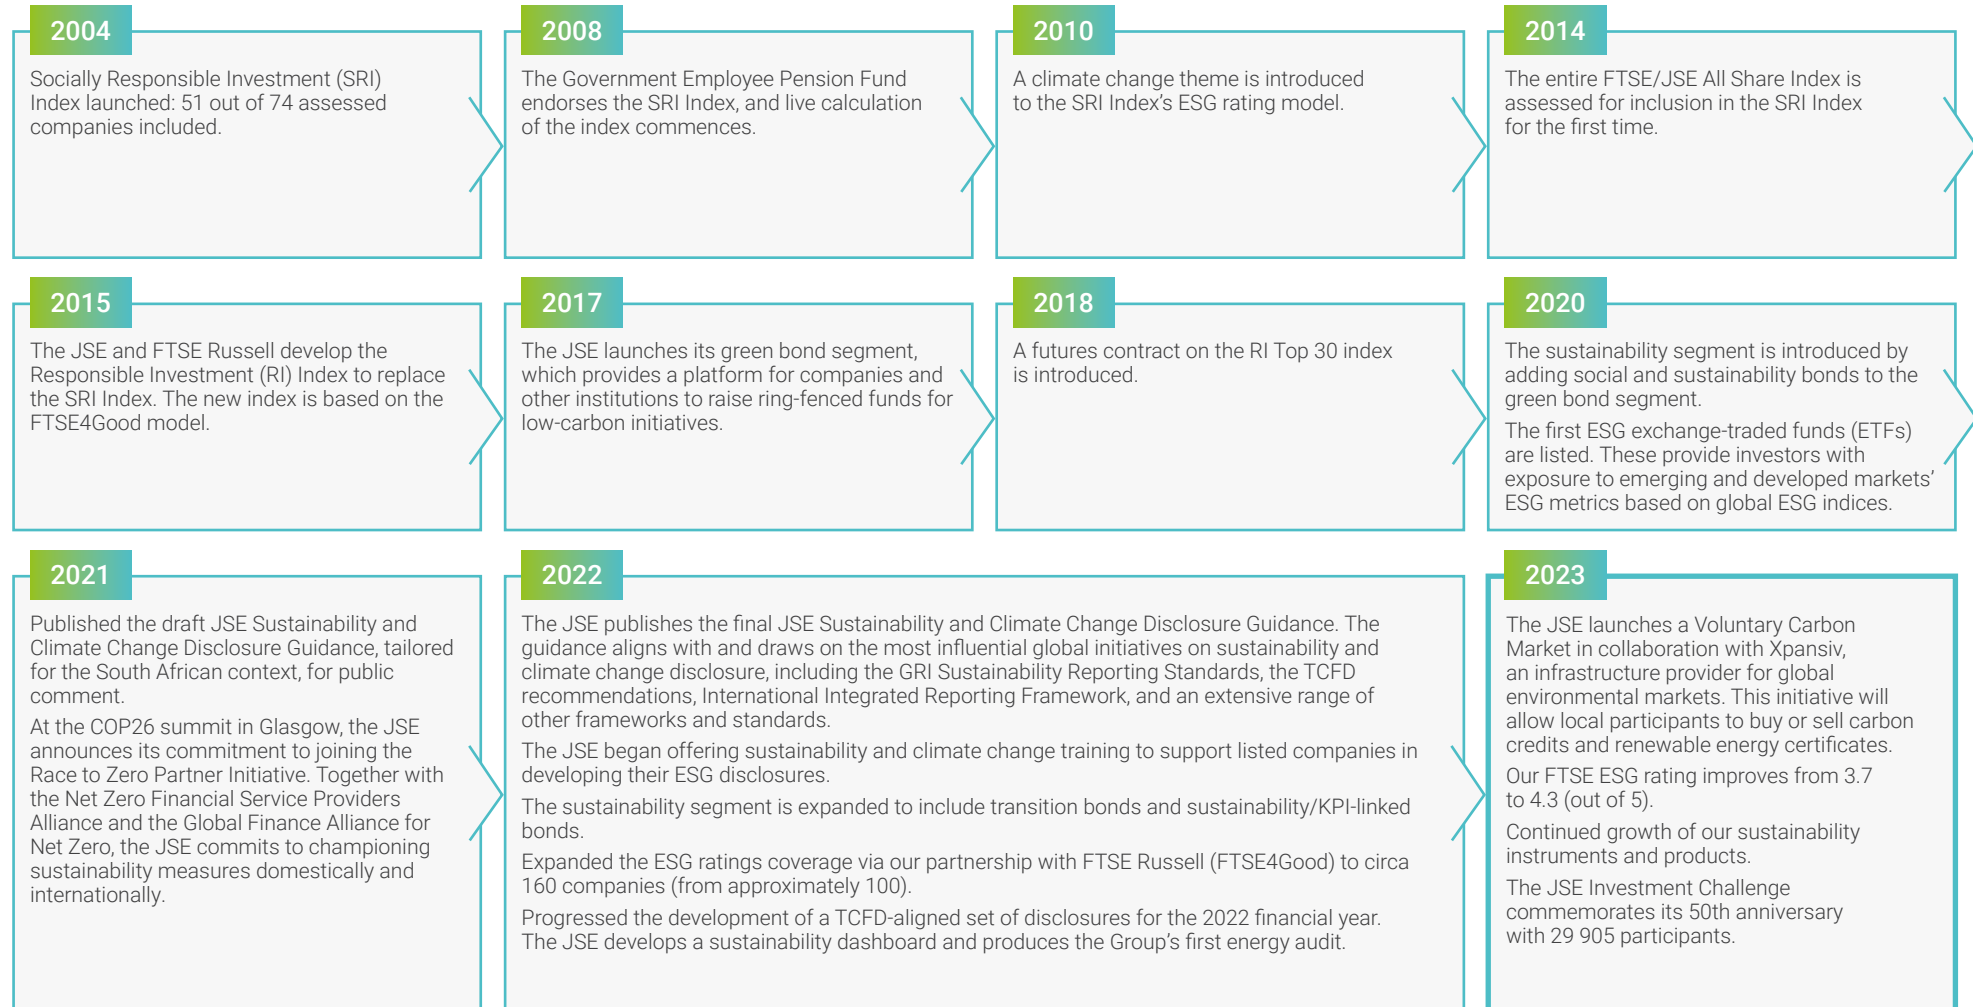 2004
Socially Responsible Investment (SRI)
Index launched: 51 out of 74 assessed
companies included.
2008
The Government Employee Pension Fund
endorses the SRI Index, and live calculation
of the index commences.
2010
A climate change theme is introduced
to the SRI Index’s ESG rating model.
2014
The entire FTSE/JSE All Share Index is
assessed for inclusion in the SRI Index
for the first time.
2015
The JSE and FTSE Russell develop the
Responsible Investment (RI) Index to replace
the SRI Index. The new index is based on the
FTSE4Good model.
2017
The JSE launches its green bond segment,
which provides a platform for companies and
other institutions to raise ring-fenced funds for
low-carbon initiatives.
2018
A futures contract on the RI Top 30 index
is introduced.
2020
The sustainability segment is introduced by
adding social and sustainability bonds to the
green bond segment.
The first ESG exchange-traded funds (ETFs)
are listed. These provide investors with
exposure to emerging and developed markets’
ESG metrics based on global ESG indices.
2021
Published the draft JSE Sustainability and
Climate Change Disclosure Guidance, tailored
for the South African context, for public
comment.
At the COP26 summit in Glasgow, the JSE
announces its commitment to joining the
Race to Zero Partner Initiative. Together with
the Net Zero Financial Service Providers
Alliance and the Global Finance Alliance for
Net Zero, the JSE commits to championing
sustainability measures domestically and
internationally.
2022
The JSE publishes the final JSE Sustainability and Climate Change Disclosure Guidance. The
guidance aligns with and draws on the most influential global initiatives on sustainability and
climate change disclosure, including the GRI Sustainability Reporting Standards, the TCFD
recommendations, International Integrated Reporting Framework, and an extensive range of
other frameworks and standards.
The JSE began offering sustainability and climate change training to support listed companies in
developing their ESG disclosures.
The sustainability segment is expanded to include transition bonds and sustainability/KPI-linked
bonds.
Expanded the ESG ratings coverage via our partnership with FTSE Russell (FTSE4Good) to circa
160 companies (from approximately 100).
Progressed the development of a TCFD-aligned set of disclosures for the 2022 financial year.
The JSE develops a sustainability dashboard and produces the Group’s first energy audit.
2023
The JSE launches a Voluntary Carbon
Market in collaboration with Xpansiv,
an infrastructure provider for global
environmental markets. This initiative will
allow local participants to buy or sell carbon
credits and renewable energy certificates.
Our FTSE ESG rating improves from 3.7
to 4.3 (out of 5).
Continued growth of our sustainability
instruments and products.
The JSE Investment Challenge
commemorates its 50th anniversary
with 29 905 participants.